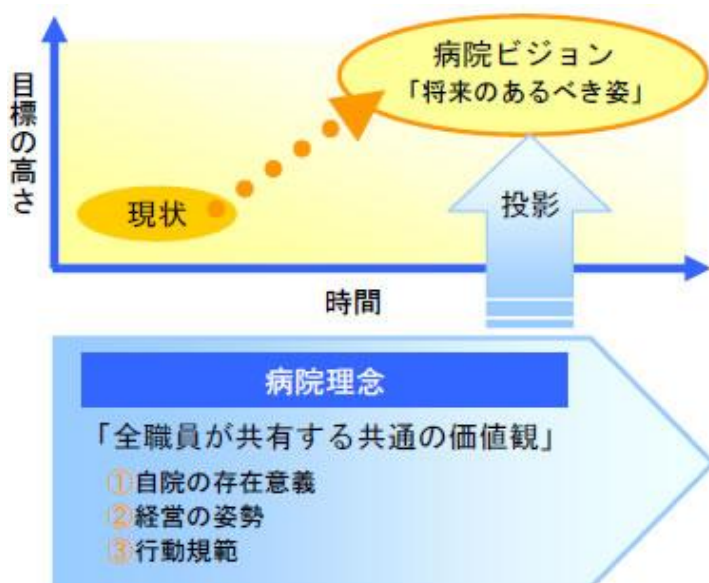 病院ビジョン
「将来のあるべき姿」
目標の高さ
現状
投影
時間
病院理念
「全職員が共有する共通の価値観」
①自院の存在意義
②経営の姿勢
③行動規範